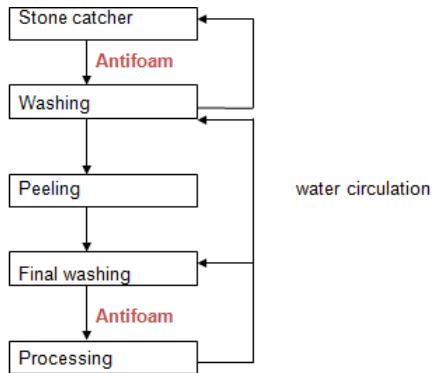 Stone catcher
Antifoam
Washing
Peeling
water circulation
Final washing
Antifoam
Processing